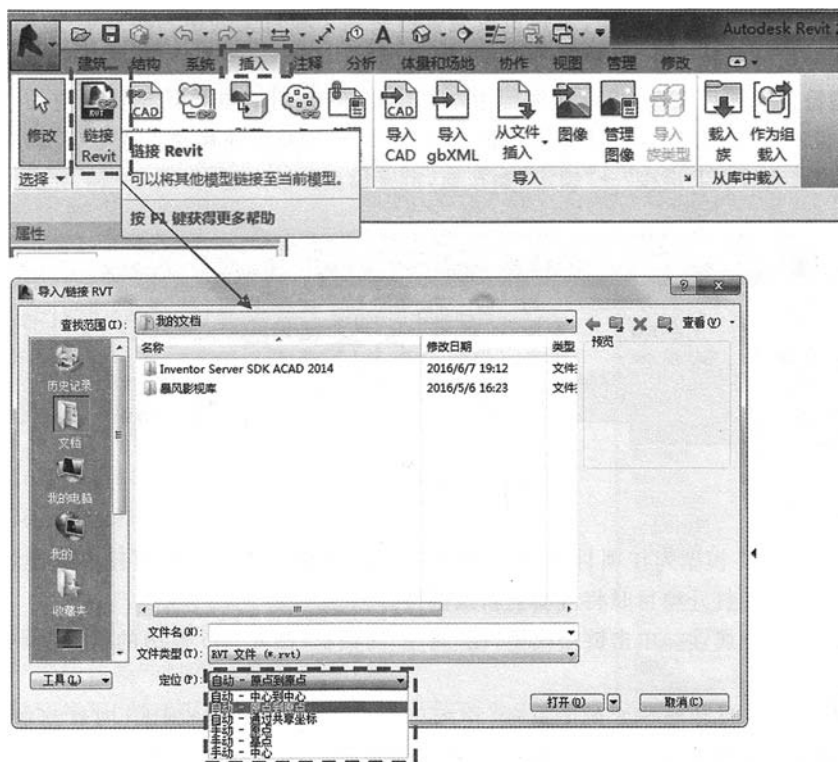 Autodesk Revit 2
建筑 结构 系统 插入 注释 分析 体量和场地 协作 视图 管理 修改
修改
链接
Revit
CAD
导入
CAD
导入
gbXML
从文件
插入
图像
管理
图像
导入
族类型
载入
族
作为组
载入
选择
导入
从库中载入
链接 Revit
可以将其他模型链接至当前模型。
按 F1 键获得更多帮助
属性
导入/链接 RVT
查找范围(I):
我的文档
查看(V)
名称
修改日期
类型
预览
Inventor Server SDK ACAD 2014
2016/6/7 19:12
文件
暴风影视库
2016/5/6 16:23
文件
历史记录
文档
我的电脑
我的
收藏夹
文件名(N):
文件类型(T):
RVT 文件 (*.rvt)
工具(L)
定位(P):
自动 - 原点到原点
自动 - 中心到中心
自动 - 原点到原点
自动 - 通过共享坐标
手动 - 原点
手动 - 基点
手动 - 中心
打开(O)
取消(C)